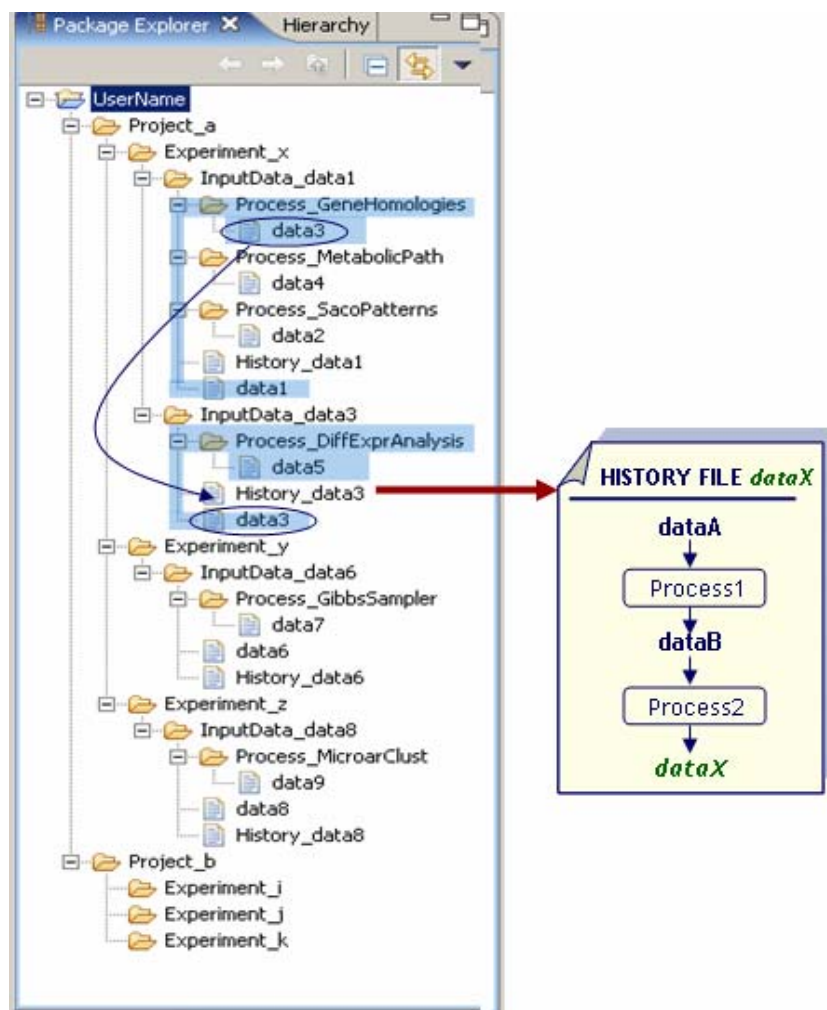 Package Explorer Hierarchy
UserName
Project_a
Experiment_x
InputData_data1
Process_GeneHomologies
data3
Process_MetabolicPath
data4
Process_SacoPatterns
data2
History_data1
data1
InputData_data3
Process_DiffExprAnalysis
data5
History_data3
data3
Experiment_y
InputData_data6
Process_GibbsSampler
data7
data6
History_data6
Experiment_z
InputData_data8
Process_MicroarClust
data9
data8
History_data8
Project_b
Experiment_i
Experiment_j
Experiment_k
HISTORY FILE dataX
dataA
Process1
dataB
Process2
dataX